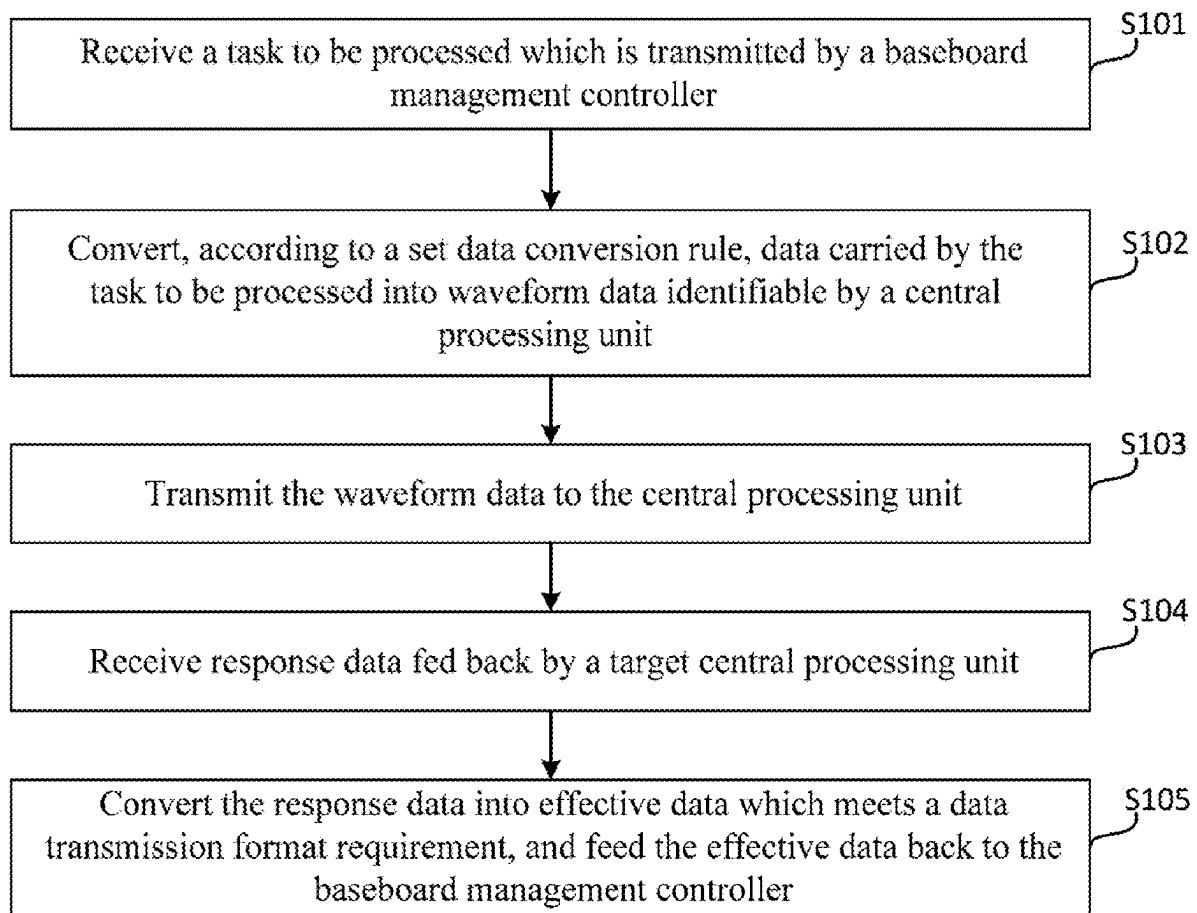 S101
Receive a task to be processed which is transmitted by a baseboard
management controller
S102
Convert, according to a set data conversion rule, data carried by the
task to be processed into waveform data identifiable by a central
processing unit
S103
Transmit the waveform data to the central processing unit
S104
Receive response data fed back by a target central processing unit
S105
Convert the response data into effective data which meets a data
transmission format requirement, and feed the effective data back to the
baseboard management controller